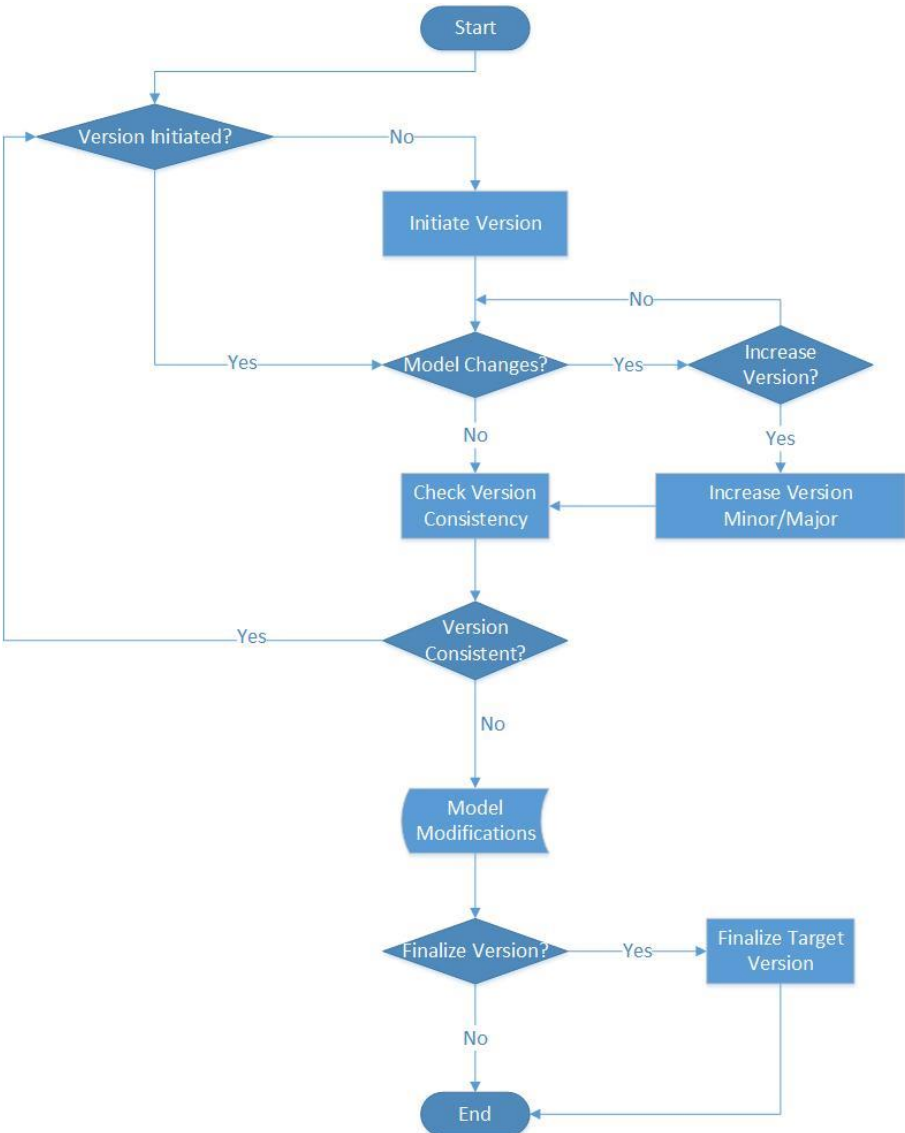 Start
Version Initiated?
No
Initiate Version
No
Yes
Model Changes?
Yes
Increase
Version?
No
Yes
Check Version
Consistency
Increase Version
Minor/Major
Yes
Version
Consistent?
No
Model
Modifications
Finalize Version?
Yes
Finalize Target
Version
No
End